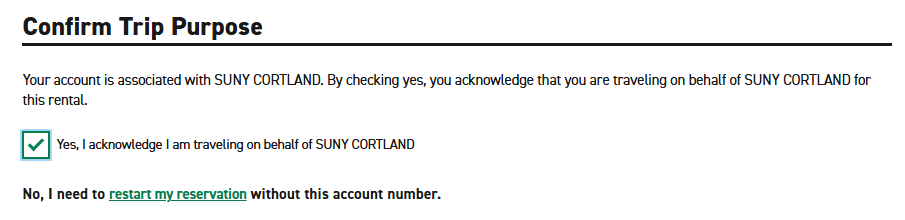 Confirm Trip Purpose
Your account is associated with SUNY CORTLAND. By checking yes, you acknowledge that you are traveling on behalf of SUNY CORTLAND for
this rental.
Yes, I acknowledge I am traveling on behalf of SUNY CORTLAND
No, I need to restart my reservation without this account number.